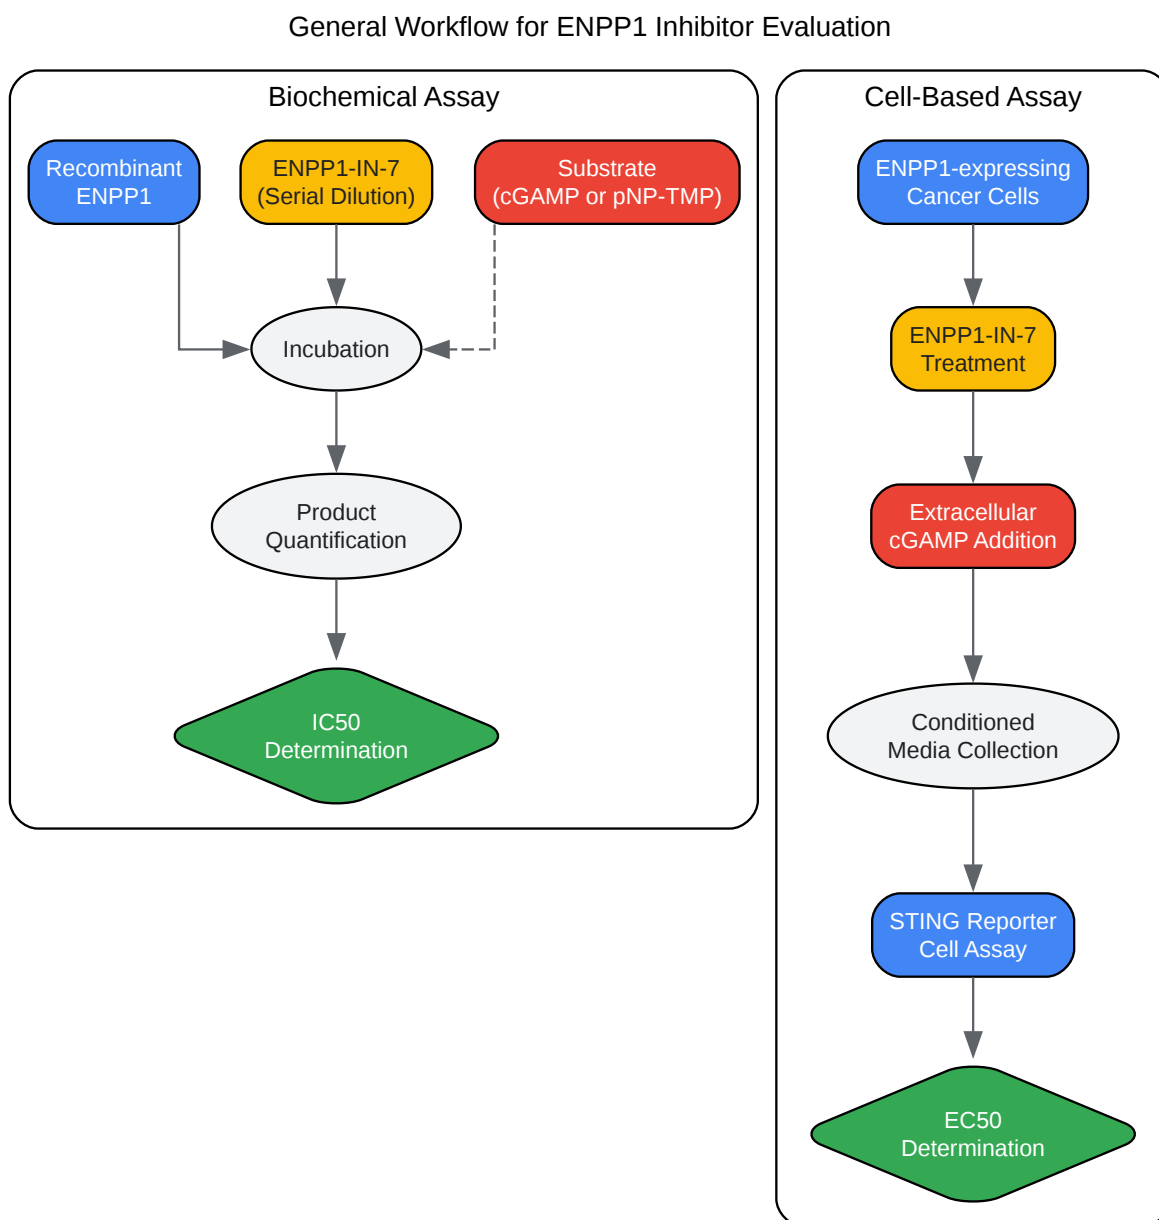 General Workflow for ENPP1 Inhibitor Evaluation
Biochemical Assay
Recombinant
ENPP1
ENPP1-IN-7
(Serial Dilution)
Substrate
(cGAMP or pNP-TMP)
Incubation
Product
Quantification
IC50
Determination
Cell-Based Assay
ENPP1-expressing
Cancer Cells
ENPP1-IN-7
Treatment
Extracellular
cGAMP Addition
Conditioned
Media Collection
STING Reporter
Cell Assay
EC50
Determination